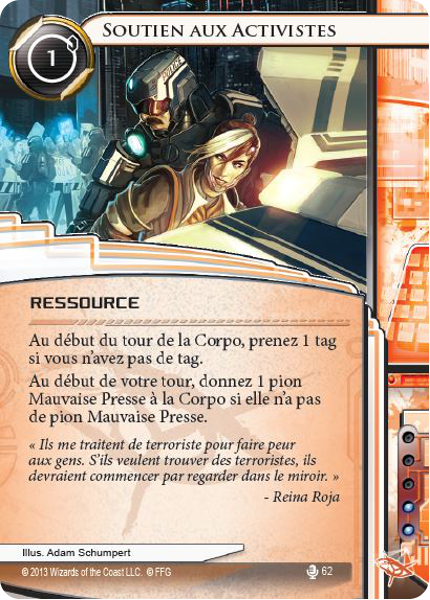 1
SOUTIEN AUX ACTIVISTES
POLICE
RESSOURCE
Au début du tour de la Corpo, prenez 1 tag
si vous n'avez pas de tag.
Au début de votre tour, donnez 1 pion
Mauvaise Presse à la Corpo si elle n'a pas
de pion Mauvaise Presse.
« Ils me traitent de terroriste pour faire peur
aux gens. S'ils veulent trouver des terroristes, ils
devraient commencer par regarder dans le miroir. »
- Reina Roja
Illus. Adam Schumpert
© 2013 Wizards of the Coast LLC. © FFG
62